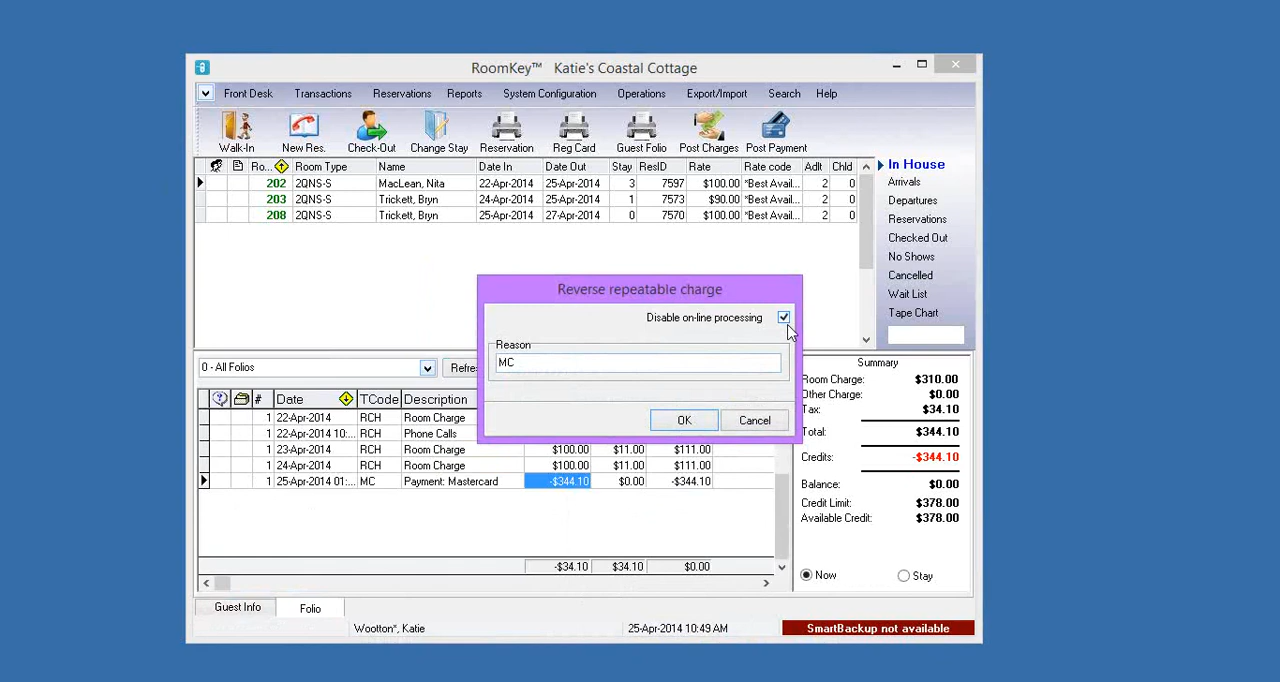 RoomKey™ Katie's Coastal Cottage
Front Desk Transactions Reservations Reports System Configuration Operations Export/Import Search Help
Walk-In New Res. Check-Out Change Stay Reservation Reg Card Guest Folio Post Charges Post Payment
Ro... Room Type Name Date In Date Out Stay ResID Rate Rate code Adlt Chld
202 2QNS-S MacLean, Nita 22-Apr-2014 25-Apr-2014 3 7597 $100.00 *Best Avail... 2 0
203 2QNS-S Trickett, Bryn 24-Apr-2014 25-Apr-2014 1 7573 $90.00 *Best Avail... 2 0
208 2QNS-S Trickett, Bryn 25-Apr-2014 27-Apr-2014 0 7570 $100.00 *Best Avail... 2 0
In House
Arrivals
Departures
Reservations
Checked Out
No Shows
Cancelled
Wait List
Tape Chart
Reverse repeatable charge
Disable on-line processing
Reason
MC
OK Cancel
0 - All Folios Refre
# Date TCode Description
1 22-Apr-2014 RCH Room Charge
1 22-Apr-2014 10:... RCH Phone Calls
1 23-Apr-2014 RCH Room Charge $100.00 $11.00 $111.00
1 24-Apr-2014 RCH Room Charge $100.00 $11.00 $111.00
1 25-Apr-2014 01:... MC Payment: Mastercard -$344.10 $0.00 -$344.10
-$34.10 $34.10 $0.00
Summary
Room Charge: $310.00
Other Charge: $0.00
Tax: $34.10
Total: $344.10
Credits: -$344.10
Balance: $0.00
Credit Limit: $378.00
Available Credit: $378.00
Now Stay
Guest Info Folio
Wootton*, Katie 25-Apr-2014 10:49 AM SmartBackup not available